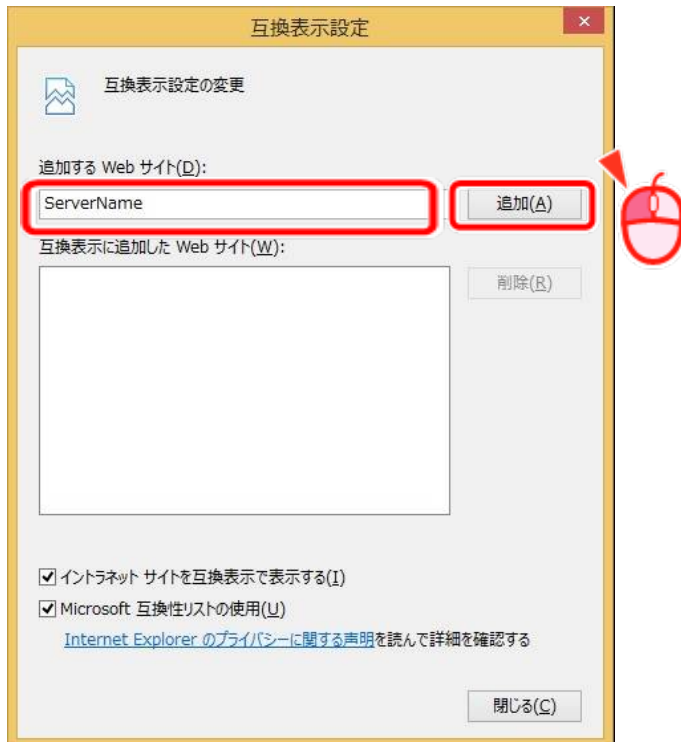 互換表示設定
互換表示設定の変更
追加する Web サイト(D):
ServerName
追加(A)
互換表示に追加した Web サイト(W):
削除(R)
イントラネット サイトを互換表示で表示する(I)
Microsoft 互換性リストの使用(U)
Internet Explorer のプライバシーに関する声明を読んで詳細を確認する
閉じる(C)